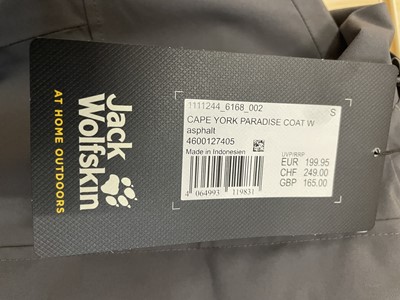 Jack
Wolfskin
AT HOME OUTDOORS
1111244_6168_002
S
CAPE YORK PARADISE COAT W
asphalt
4600127405
Made in Indonesien
UVP/RRP
EUR 199.95
CHF 249.00
GBP 165.00
4 064993 119831